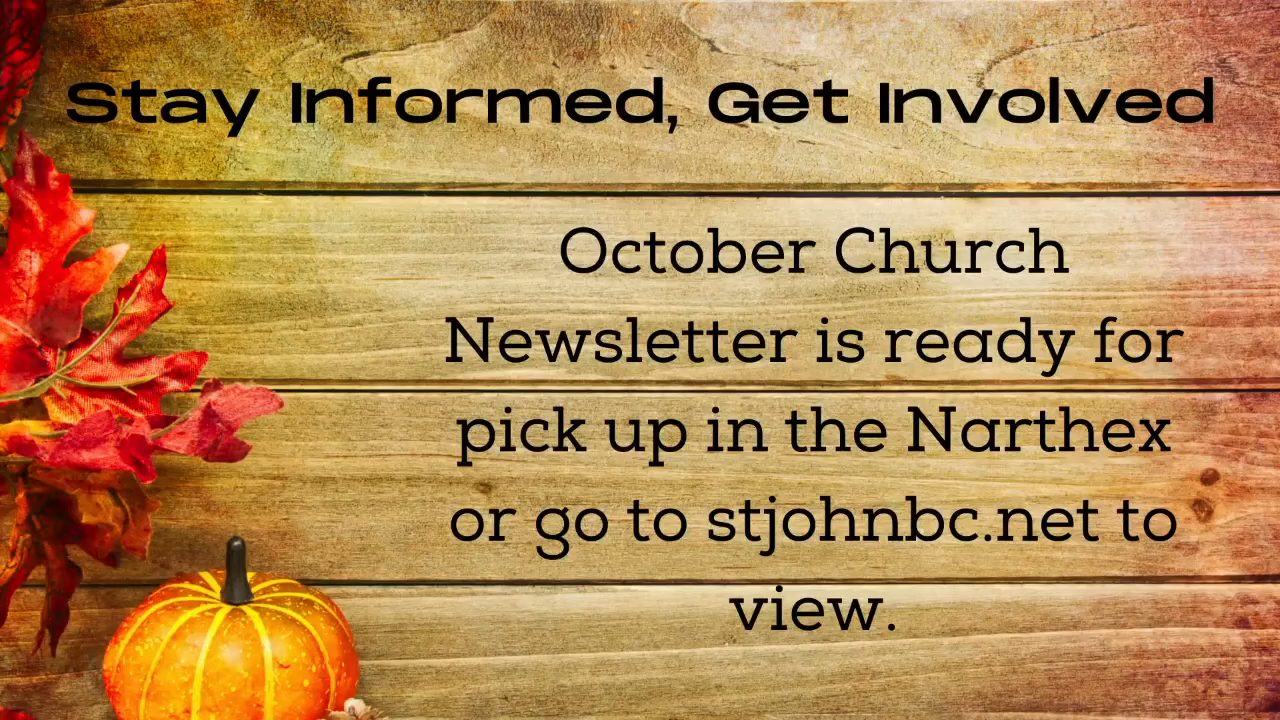 Stay Informed, Get Involved
October Church
Newsletter is ready for
pick up in the Narthex
or go to stjohnbc.net to
view.